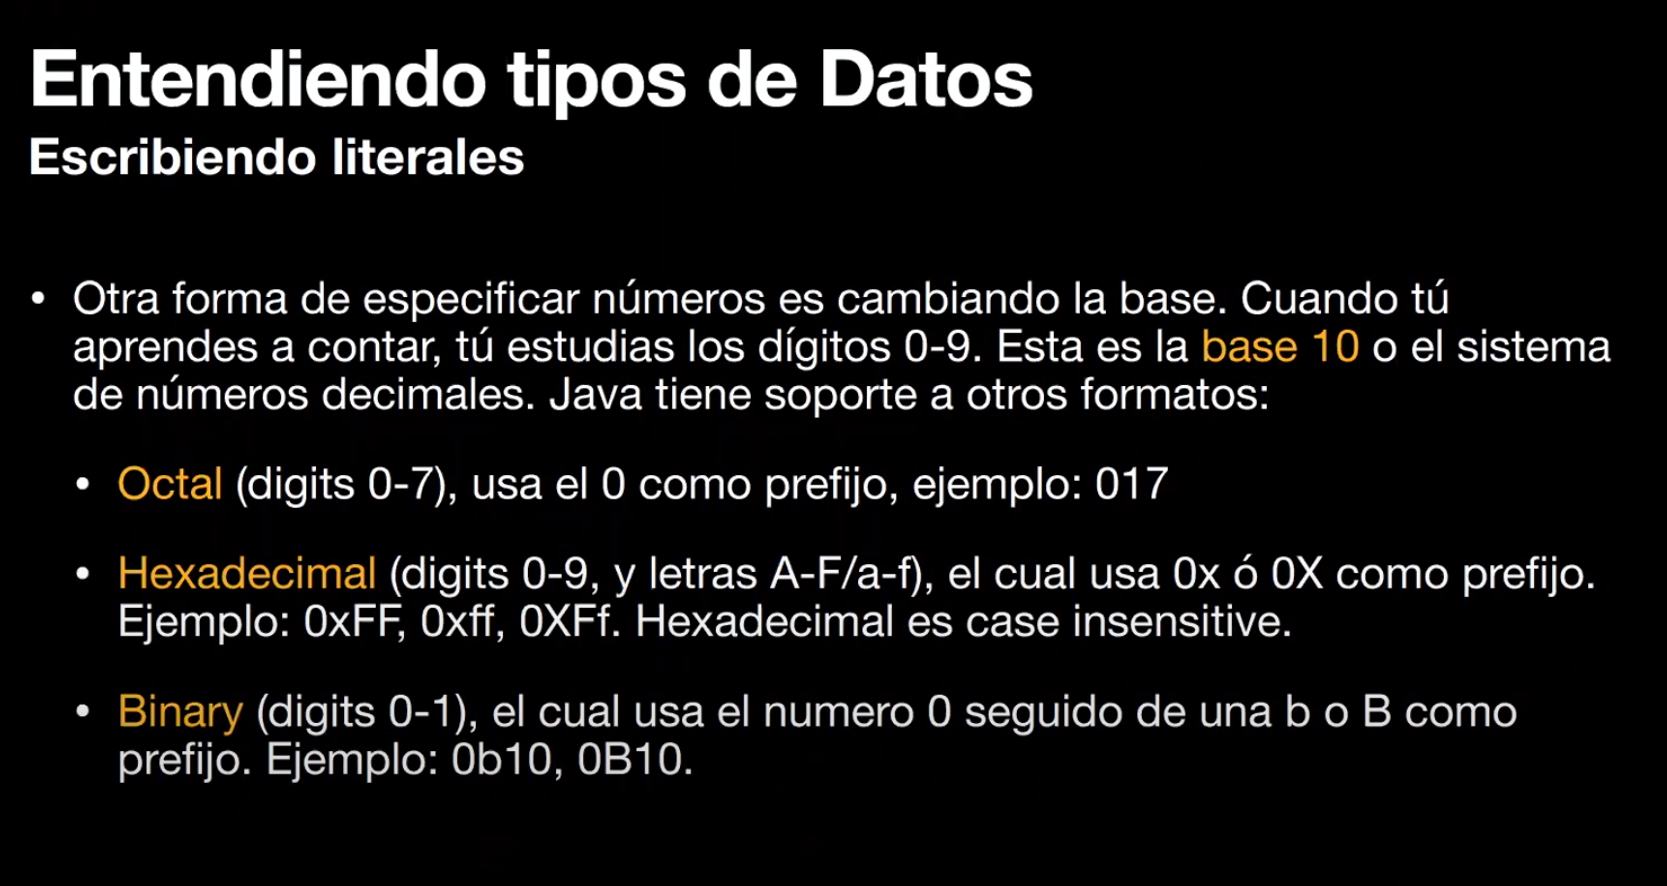 Entendiendo tipos de Datos
Escribiendo literales
• Otra forma de especificar números es cambiando la base. Cuando tú
aprendes a contar, tú estudias los dígitos 0-9. Esta es la base 10 o el sistema
de números decimales. Java tiene soporte a otros formatos:
• Octal (digits 0-7), usa el 0 como prefijo, ejemplo: 017
• Hexadecimal (digits 0-9, y letras A-F/a-f), el cual usa 0x ó 0X como prefijo.
Ejemplo: 0xFF, 0xff, 0XFf. Hexadecimal es case insensitive.
• Binary (digits 0-1), el cual usa el numero 0 seguido de una b o B como
prefijo. Ejemplo: 0b10, 0B10.